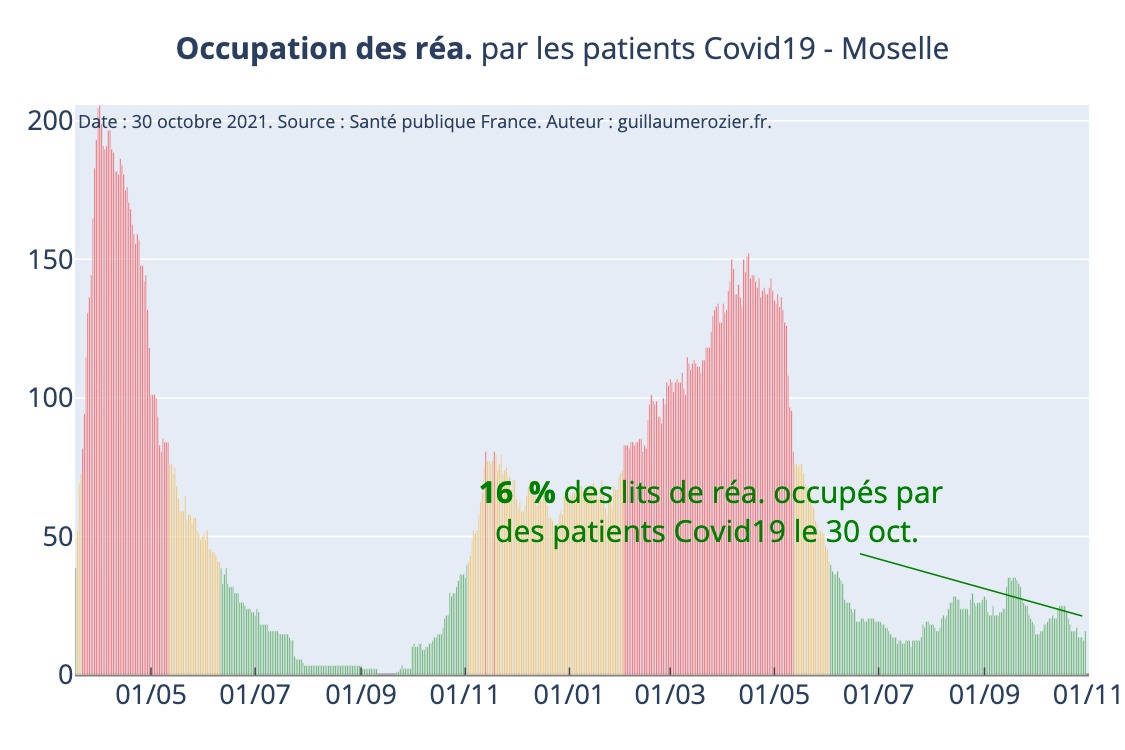 Occupation des réa. par les patients Covid19 - Moselle
200
Date : 30 octobre 2021. Source : Santé publique France. Auteur : guillaumerozier.fr.
150
100
16 % des lits de réa. occupés par
des patients Covid19 le 30 oct.
50
0
01/05 01/07 01/09 01/11 01/01 01/03 01/05 01/07 01/09 01/11